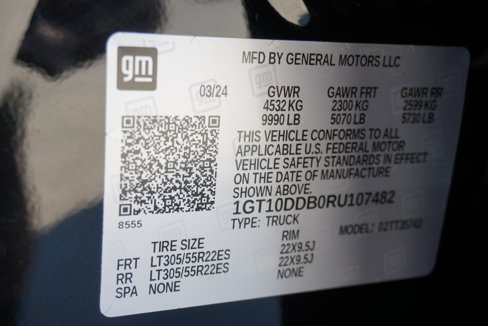 gm
MFD BY GENERAL MOTORS LLC
03/24 GVWR GAWR FRT GAWR RR
4532 KG 2300 KG 2599 KG
9990 LB 5070 LB 5730 LB
THIS VEHICLE CONFORMS TO ALL
APPLICABLE U.S. FEDERAL MOTOR
VEHICLE SAFETY STANDARDS IN EFFECT
ON THE DATE OF MANUFACTURE
SHOWN ABOVE.
1GT10DDB0RU107482
8555
TYPE: TRUCK
MODEL: 02TT35743
TIRE SIZE RIM
FRT LT305/55R22ES 22X9.5J
RR LT305/55R22ES 22X9.5J
SPA NONE NONE